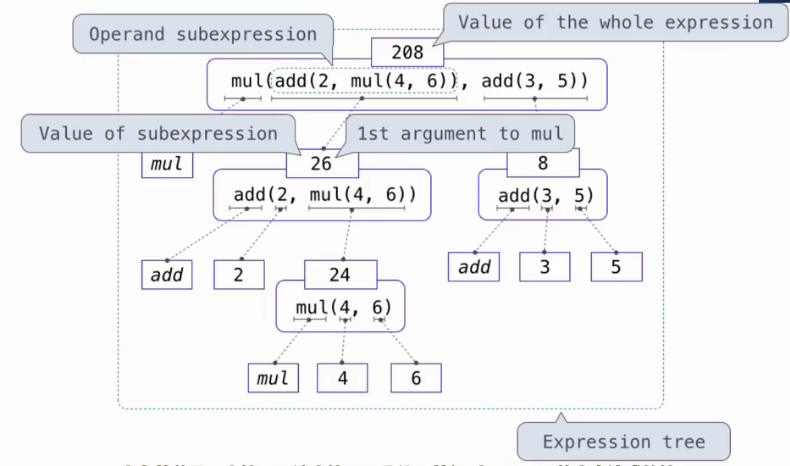 Value of the whole expression
Operand subexpression
208
mul(add(2, mul(4, 6)), add(3, 5))
Value of subexpression
1st argument to mul
mul
26
8
add(2, mul(4, 6))
add(3, 5)
add
2
24
add
3
5
mul(4, 6)
mul
4
6
Expression tree